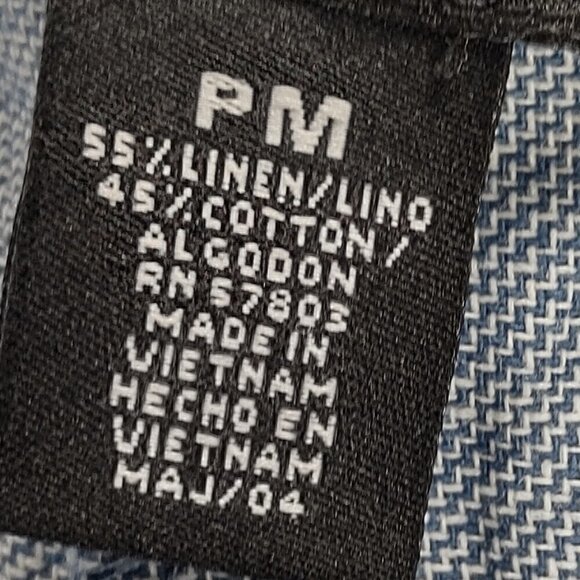 PM
55%LINEN/LINO
45%COTTON/
ALGODON
RN 57803
MADE IN
VIETNAM
HECHO EN
VIETNAM
MAJ/04